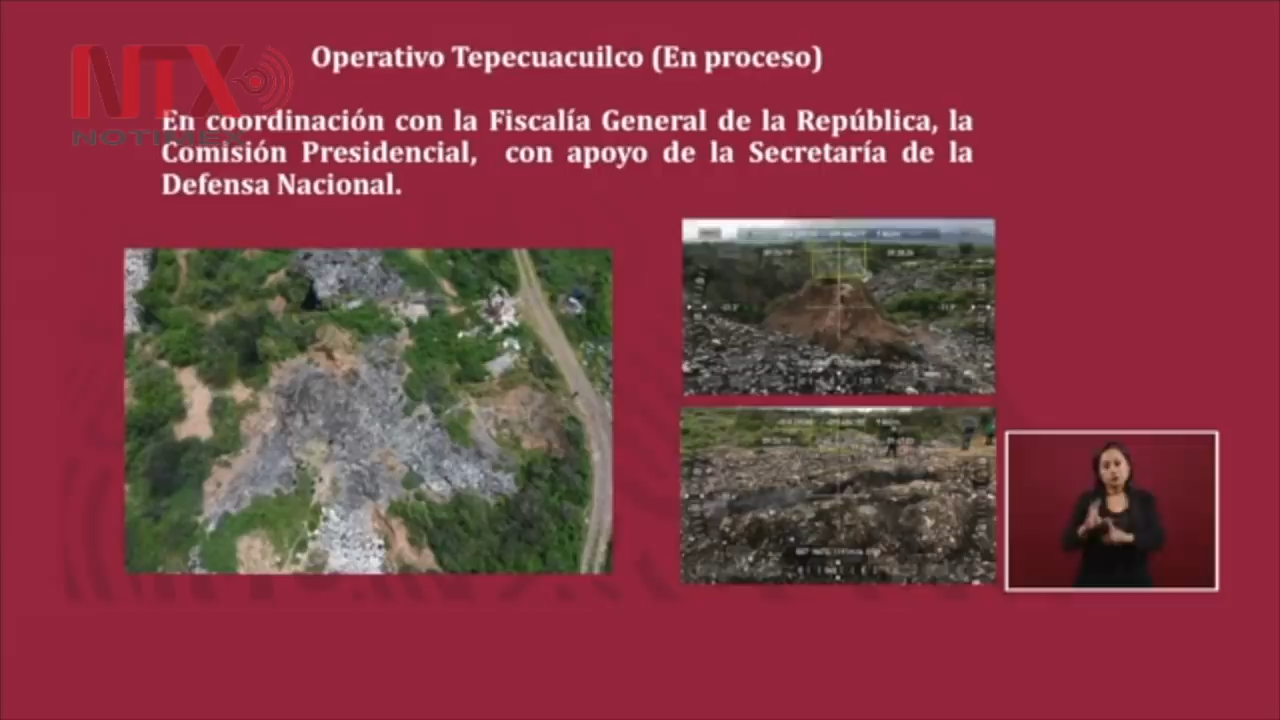 Operativo Tepecuacuilco (En proceso)
NTX
NOTIMEX
En coordinación con la Fiscalía General de la República, la
Comisión Presidencial, con apoyo de la Secretaría de la
Defensa Nacional.